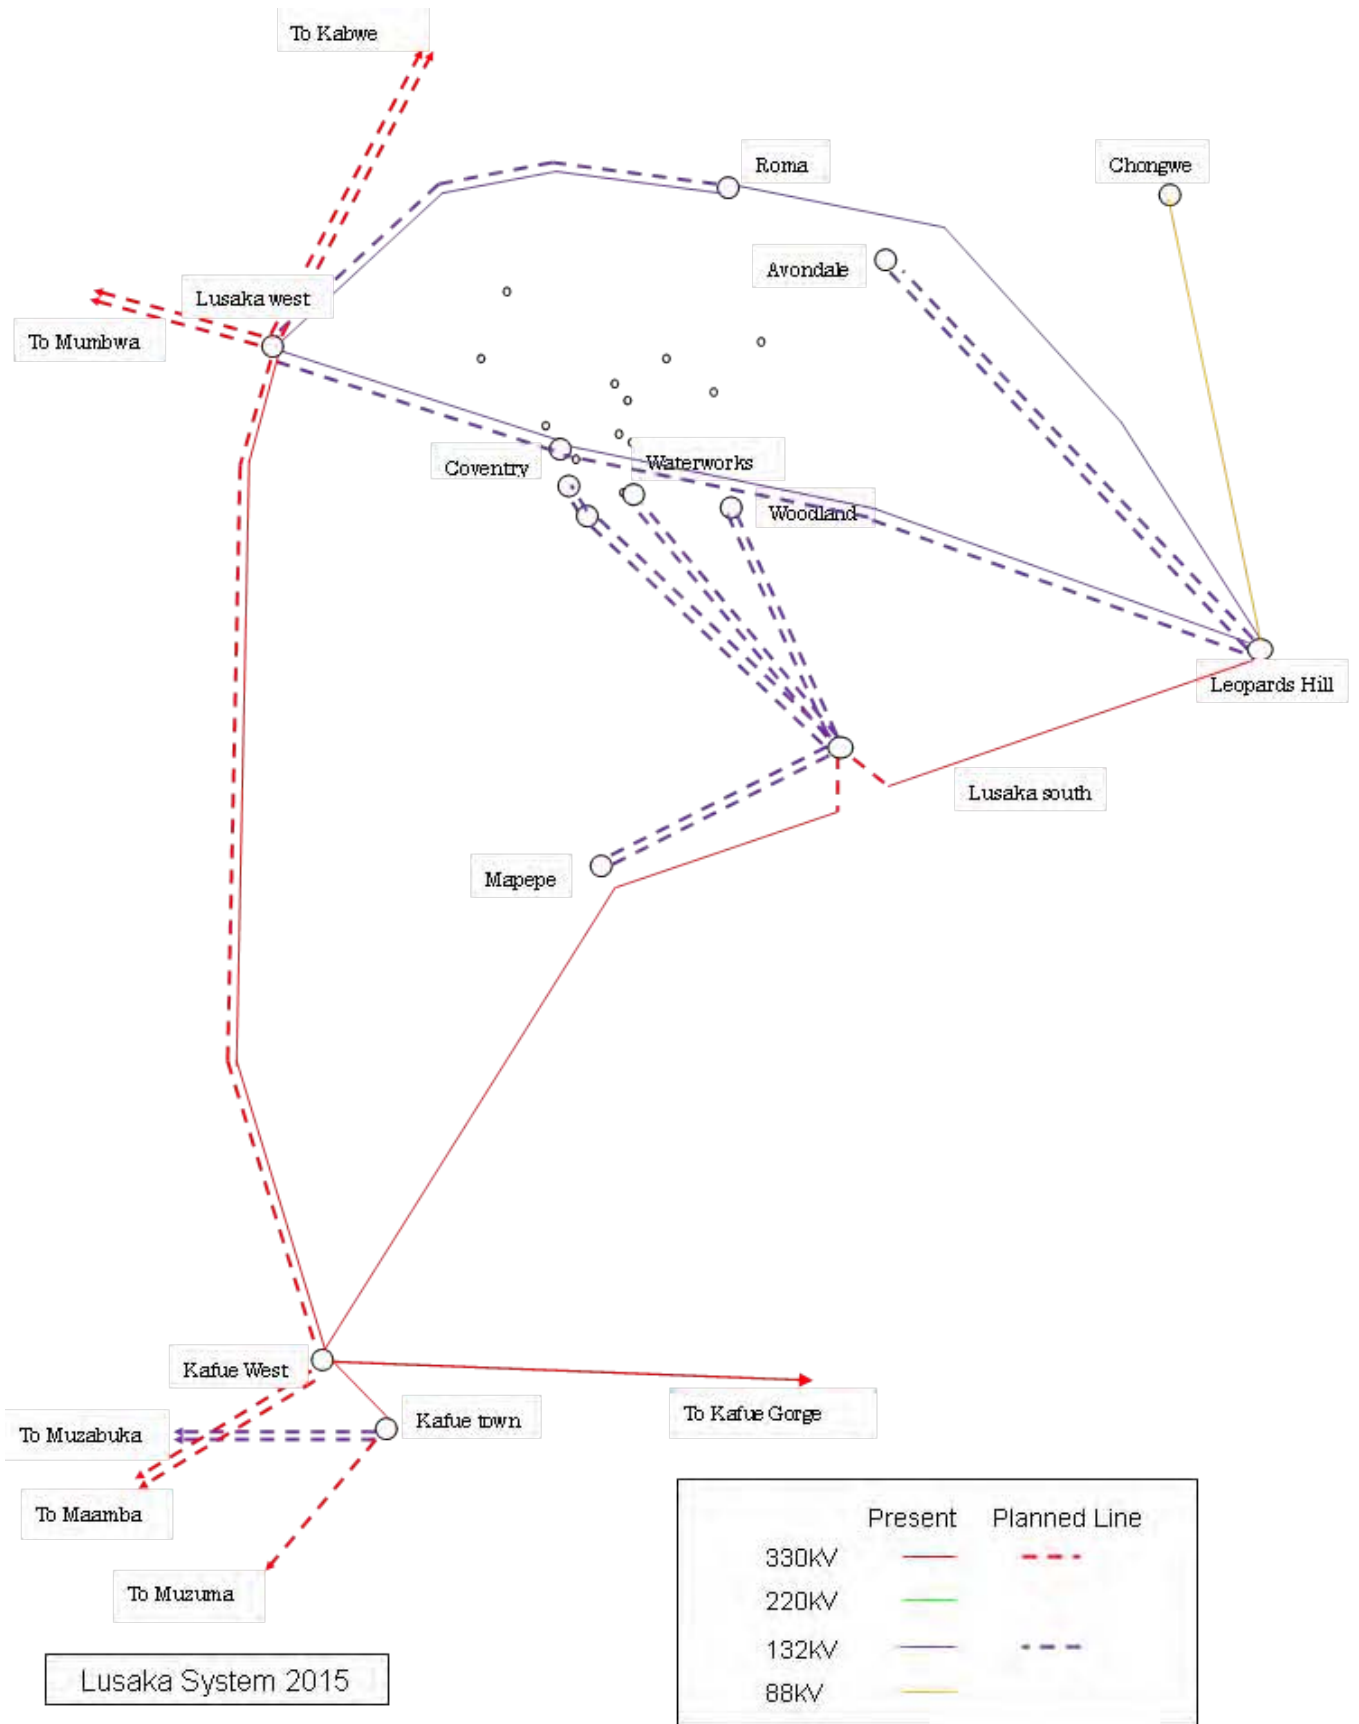 To Kabwe
Roma
Chongwe
Avondale
Lusaka west
To Mumbwa
Coventry
Waterworks
Woodland
Leopards Hill
Lusaka south
Mapepe
Kafue West
To Kafue Gorge
Kafue town
To Muzabuka
To Maamba
To Muzuma
Present Planned Line
330KV
220KV
132KV
88KV
Lusaka System 2015